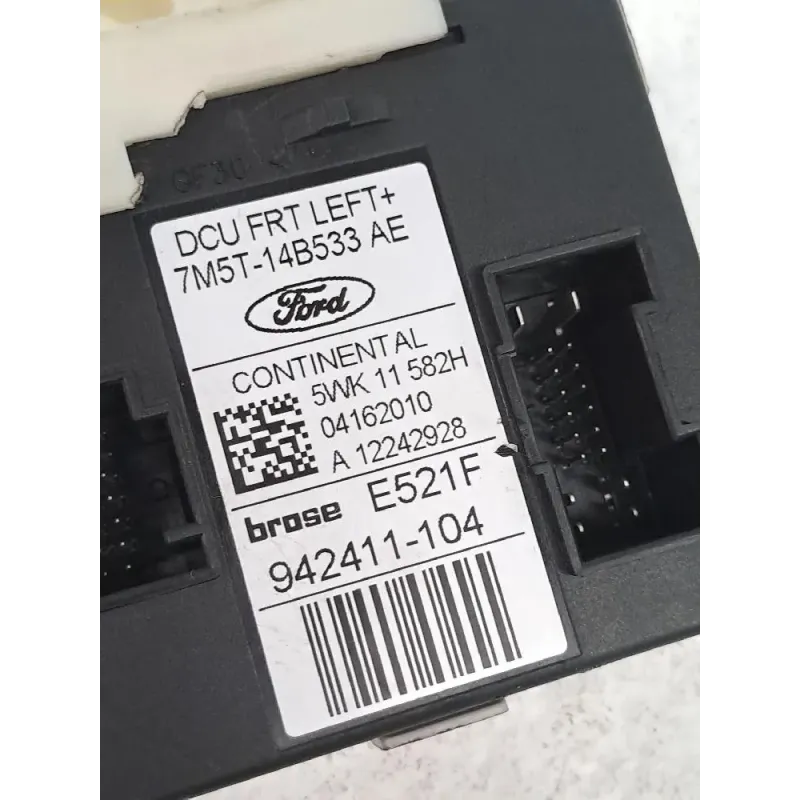 DCU FRT LEFT+
7M5T-14B533 AE
Ford
CONTINENTAL
5WK 11 582H
04162010
A 12242928
brose E521F
942411-104